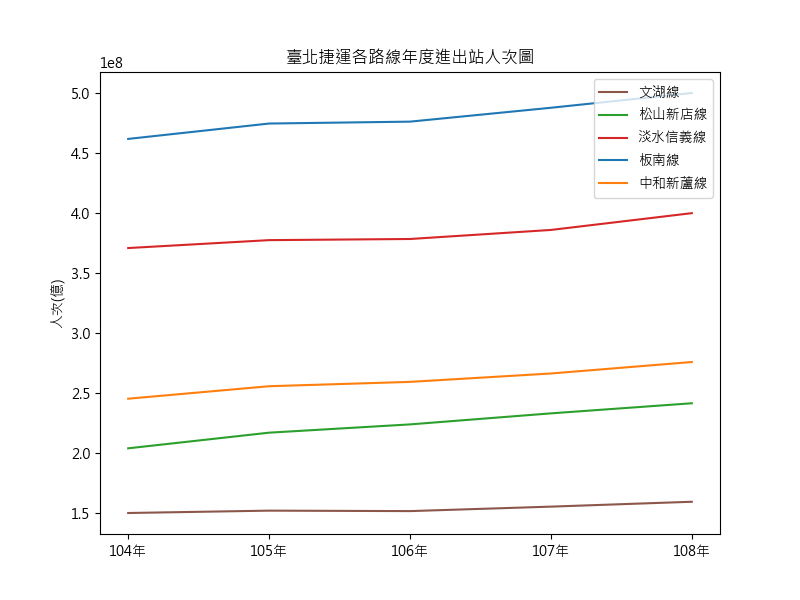 臺北捷運各路線年度進出站人次圖
1e8
5.0
4.5
4.0
3.5
3.0
2.5
2.0
1.5
人次(億)
文湖線
松山新店線
淡水信義線
板南線
中和新蘆線
104年 105年 106年 107年 108年